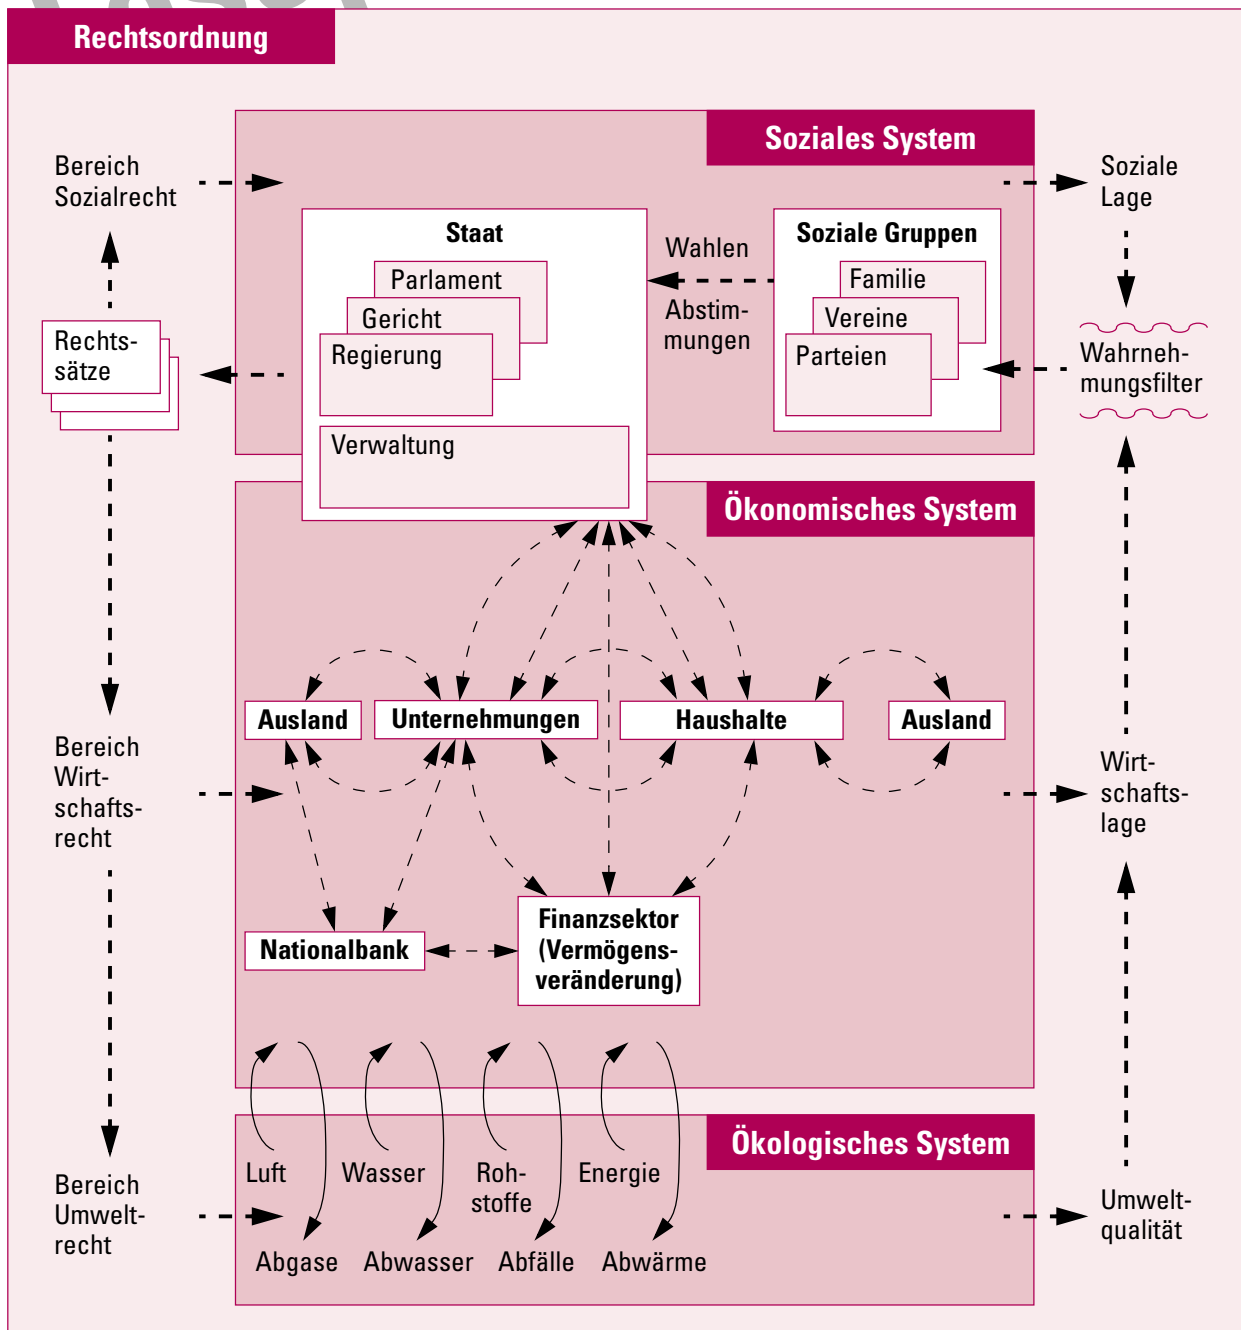 Rechtsordnung
Soziales System
Bereich
Sozialrecht
Soziale
Lage
Staat
Parlament
Gericht
Regierung
Verwaltung
Wahlen
Abstim-
mungen
Soziale Gruppen
Familie
Vereine
Parteien
Rechts-
sätze
Wahrneh-
mungsfilter
Ökonomisches System
Ausland
Unternehmungen
Haushalte
Ausland
Bereich
Wirt-
schafts-
recht
Wirt-
schafts-
lage
Nationalbank
Finanzsektor
(Vermögens-
veränderung)
Ökologisches System
Luft
Wasser
Roh-
stoffe
Energie
Bereich
Umwelt-
recht
Umwelt-
qualität
Abgase
Abwasser
Abfälle
Abwärme